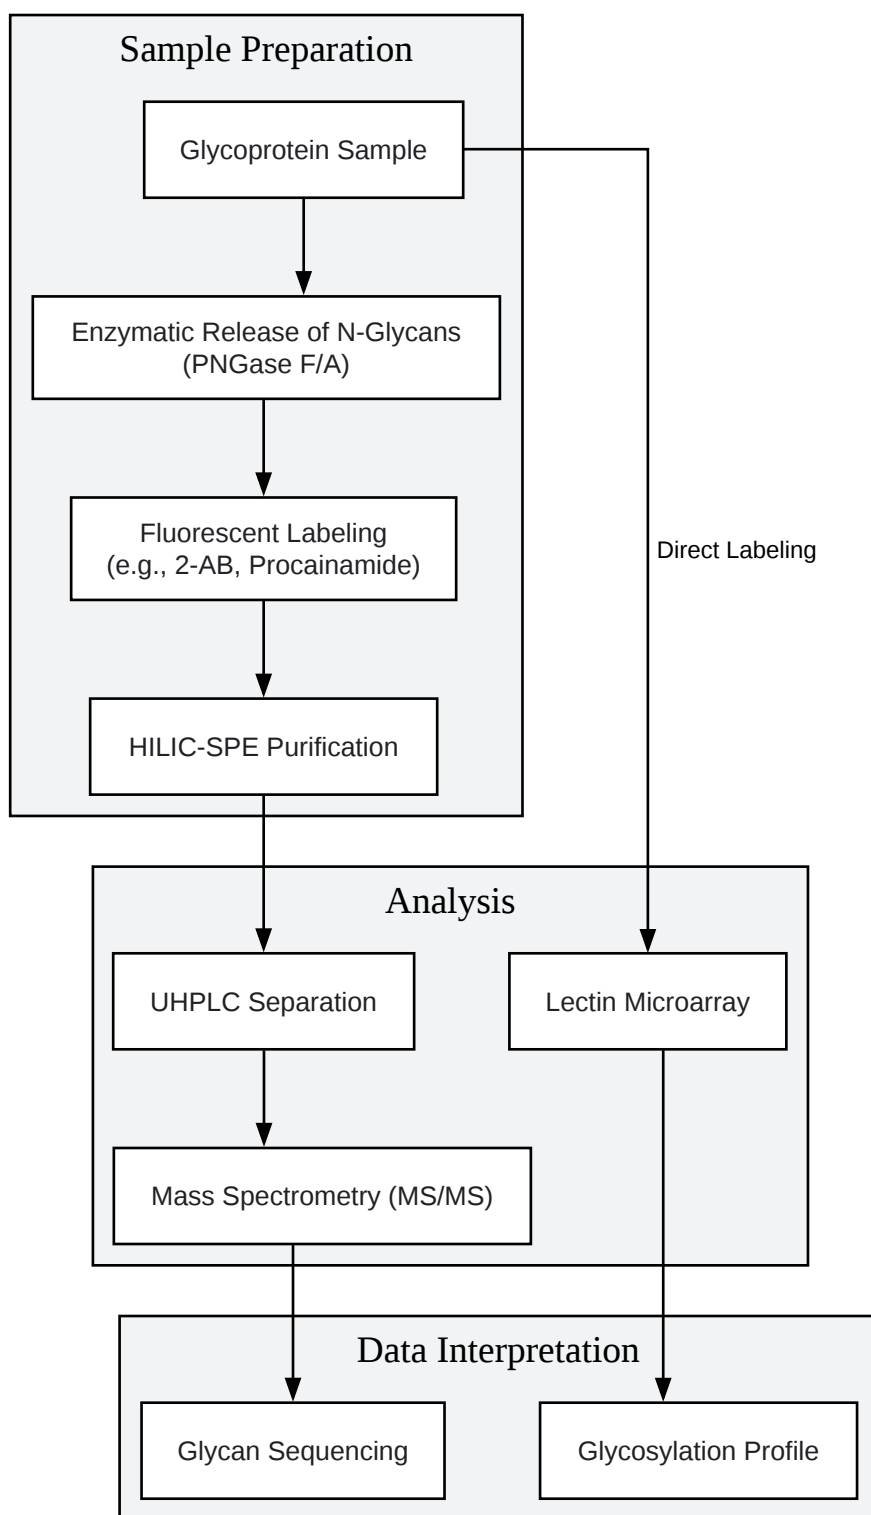 Sample Preparation
Glycoprotein Sample
Enzymatic Release of N-Glycans
(PNGase F/A)
Fluorescent Labeling
(e.g., 2-AB, Procainamide)
Direct Labeling
HILIC-SPE Purification
Analysis
UHPLC Separation
Lectin Microarray
Mass Spectrometry (MS/MS)
Data Interpretation
Glycan Sequencing
Glycosylation Profile